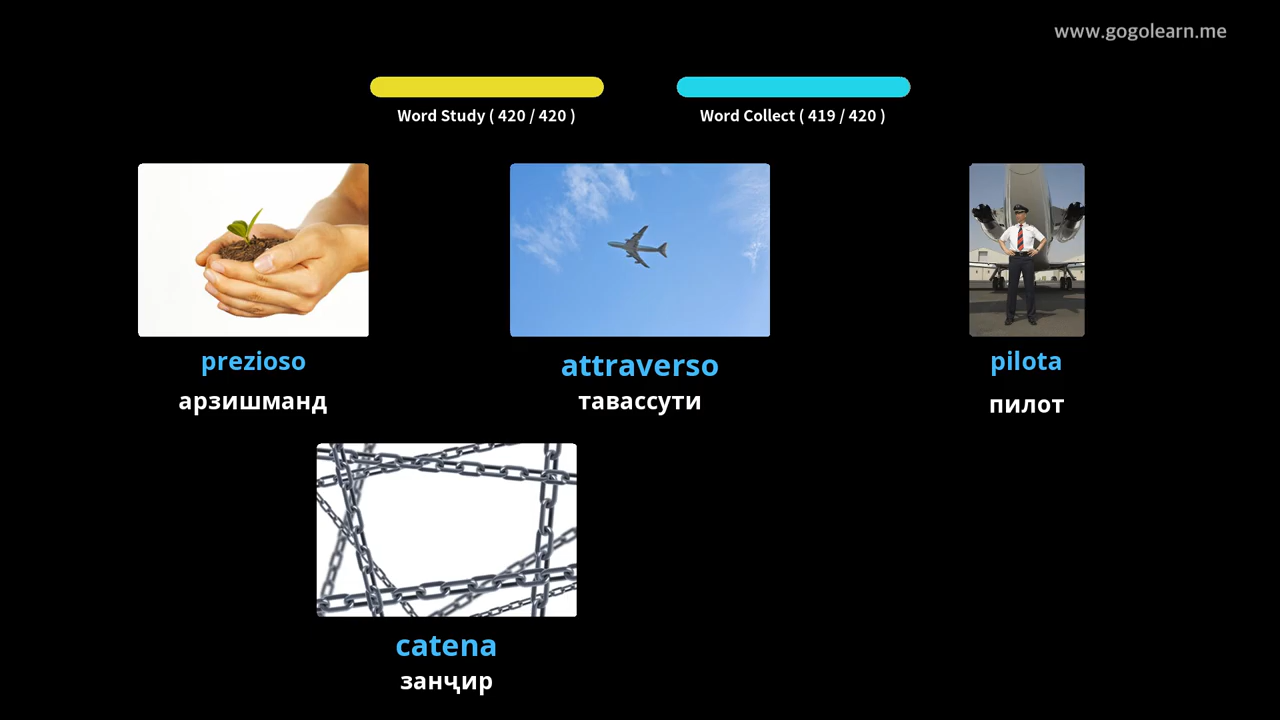 www.gogolearn.me
Word Study ( 420 / 420 )
Word Collect ( 419 / 420 )
prezioso
арзишманд
attraverso
тавассути
pilota
пилот
catena
занҷир